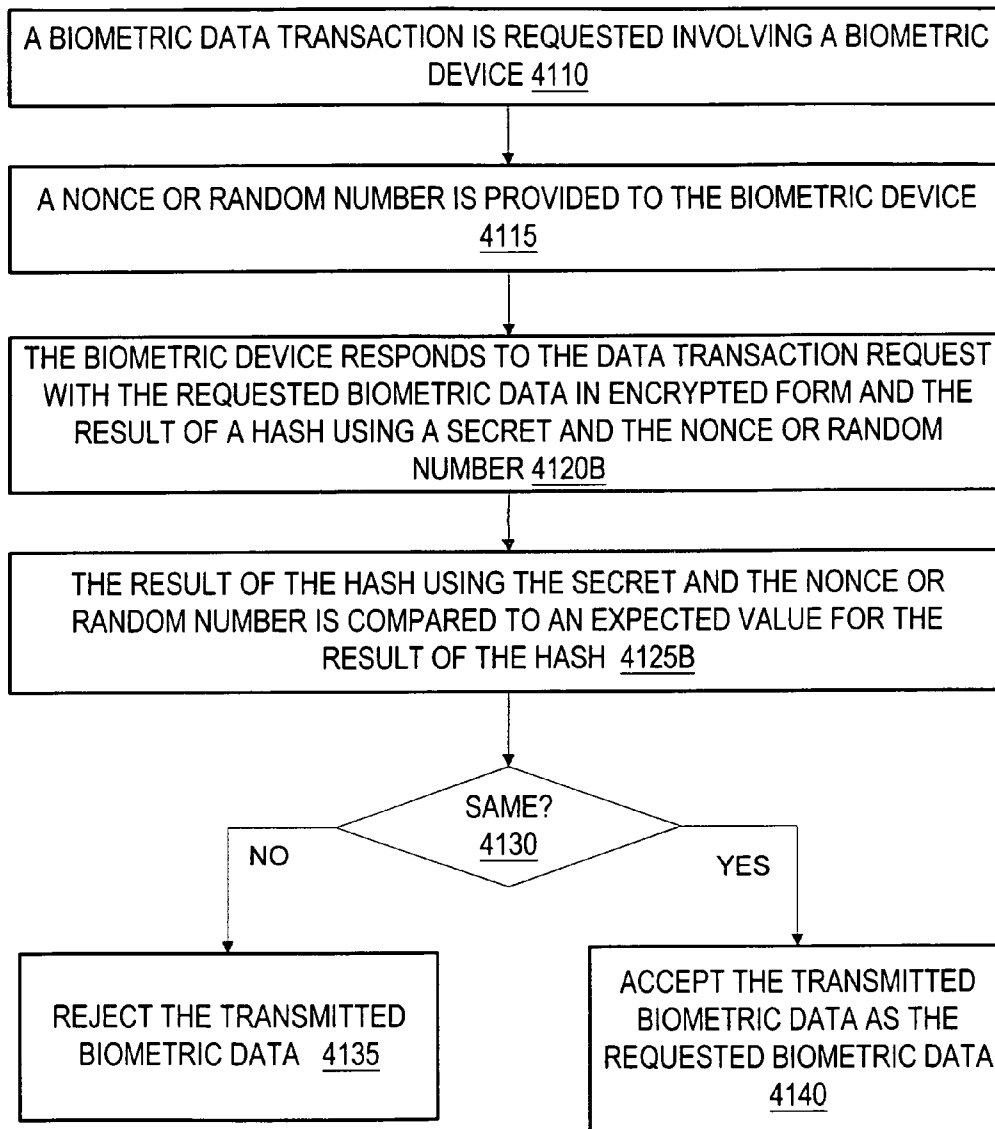 A BIOMETRIC DATA TRANSACTION IS REQUESTED INVOLVING A BIOMETRIC
DEVICE 4110
A NONCE OR RANDOM NUMBER IS PROVIDED TO THE BIOMETRIC DEVICE
4115
THE BIOMETRIC DEVICE RESPONDS TO THE DATA TRANSACTION REQUEST
WITH THE REQUESTED BIOMETRIC DATA IN ENCRYPTED FORM AND THE
RESULT OF A HASH USING A SECRET AND THE NONCE OR RANDOM
NUMBER 4120B
THE RESULT OF THE HASH USING THE SECRET AND THE NONCE OR
RANDOM NUMBER IS COMPARED TO AN EXPECTED VALUE FOR THE
RESULT OF THE HASH 4125B
SAME?
4130
NO
YES
REJECT THE TRANSMITTED
BIOMETRIC DATA 4135
ACCEPT THE TRANSMITTED
BIOMETRIC DATA AS THE
REQUESTED BIOMETRIC DATA
4140